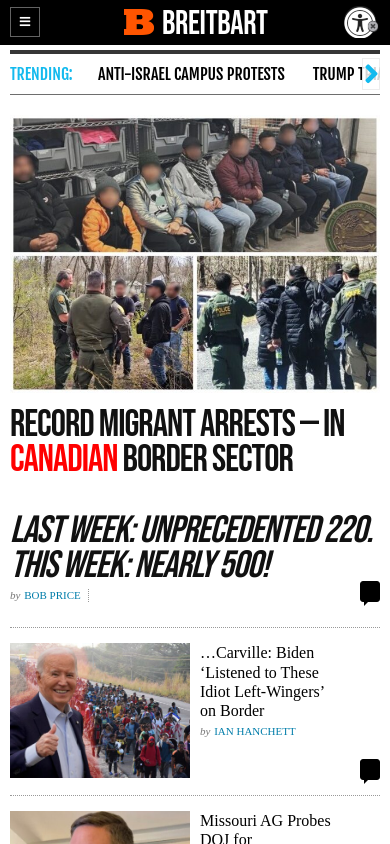 BREITBART
TRENDING:
ANTI-ISRAEL CAMPUS PROTESTS
TRUMP
RECORD MIGRANT ARRESTS — IN
CANADIAN BORDER SECTOR
LAST WEEK: UNPRECEDENTED 220.
THIS WEEK: NEARLY 500!
by BOB PRICE
…Carville: Biden
‘Listened to These
Idiot Left-Wingers’
on Border
by IAN HANCHETT
Missouri AG Probes
DOJ for